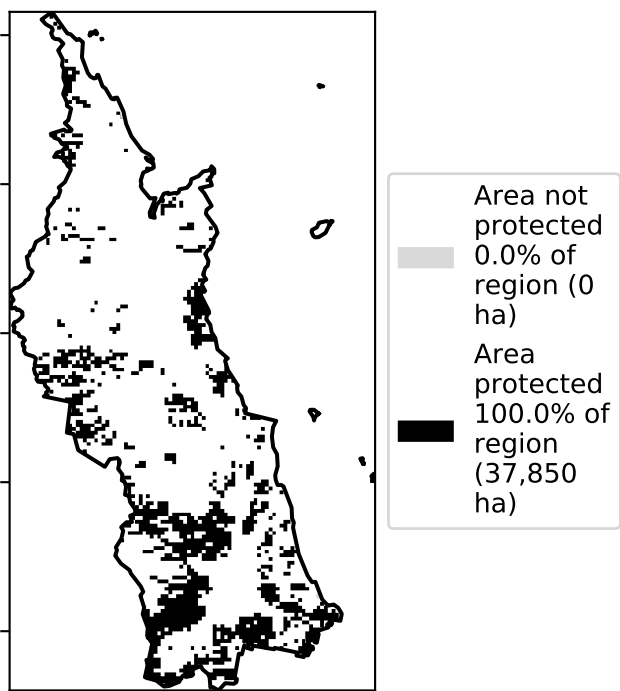 Area not
protected
0.0% of
region (0
ha)
Area
protected
100.0% of
region
(37,850
ha)